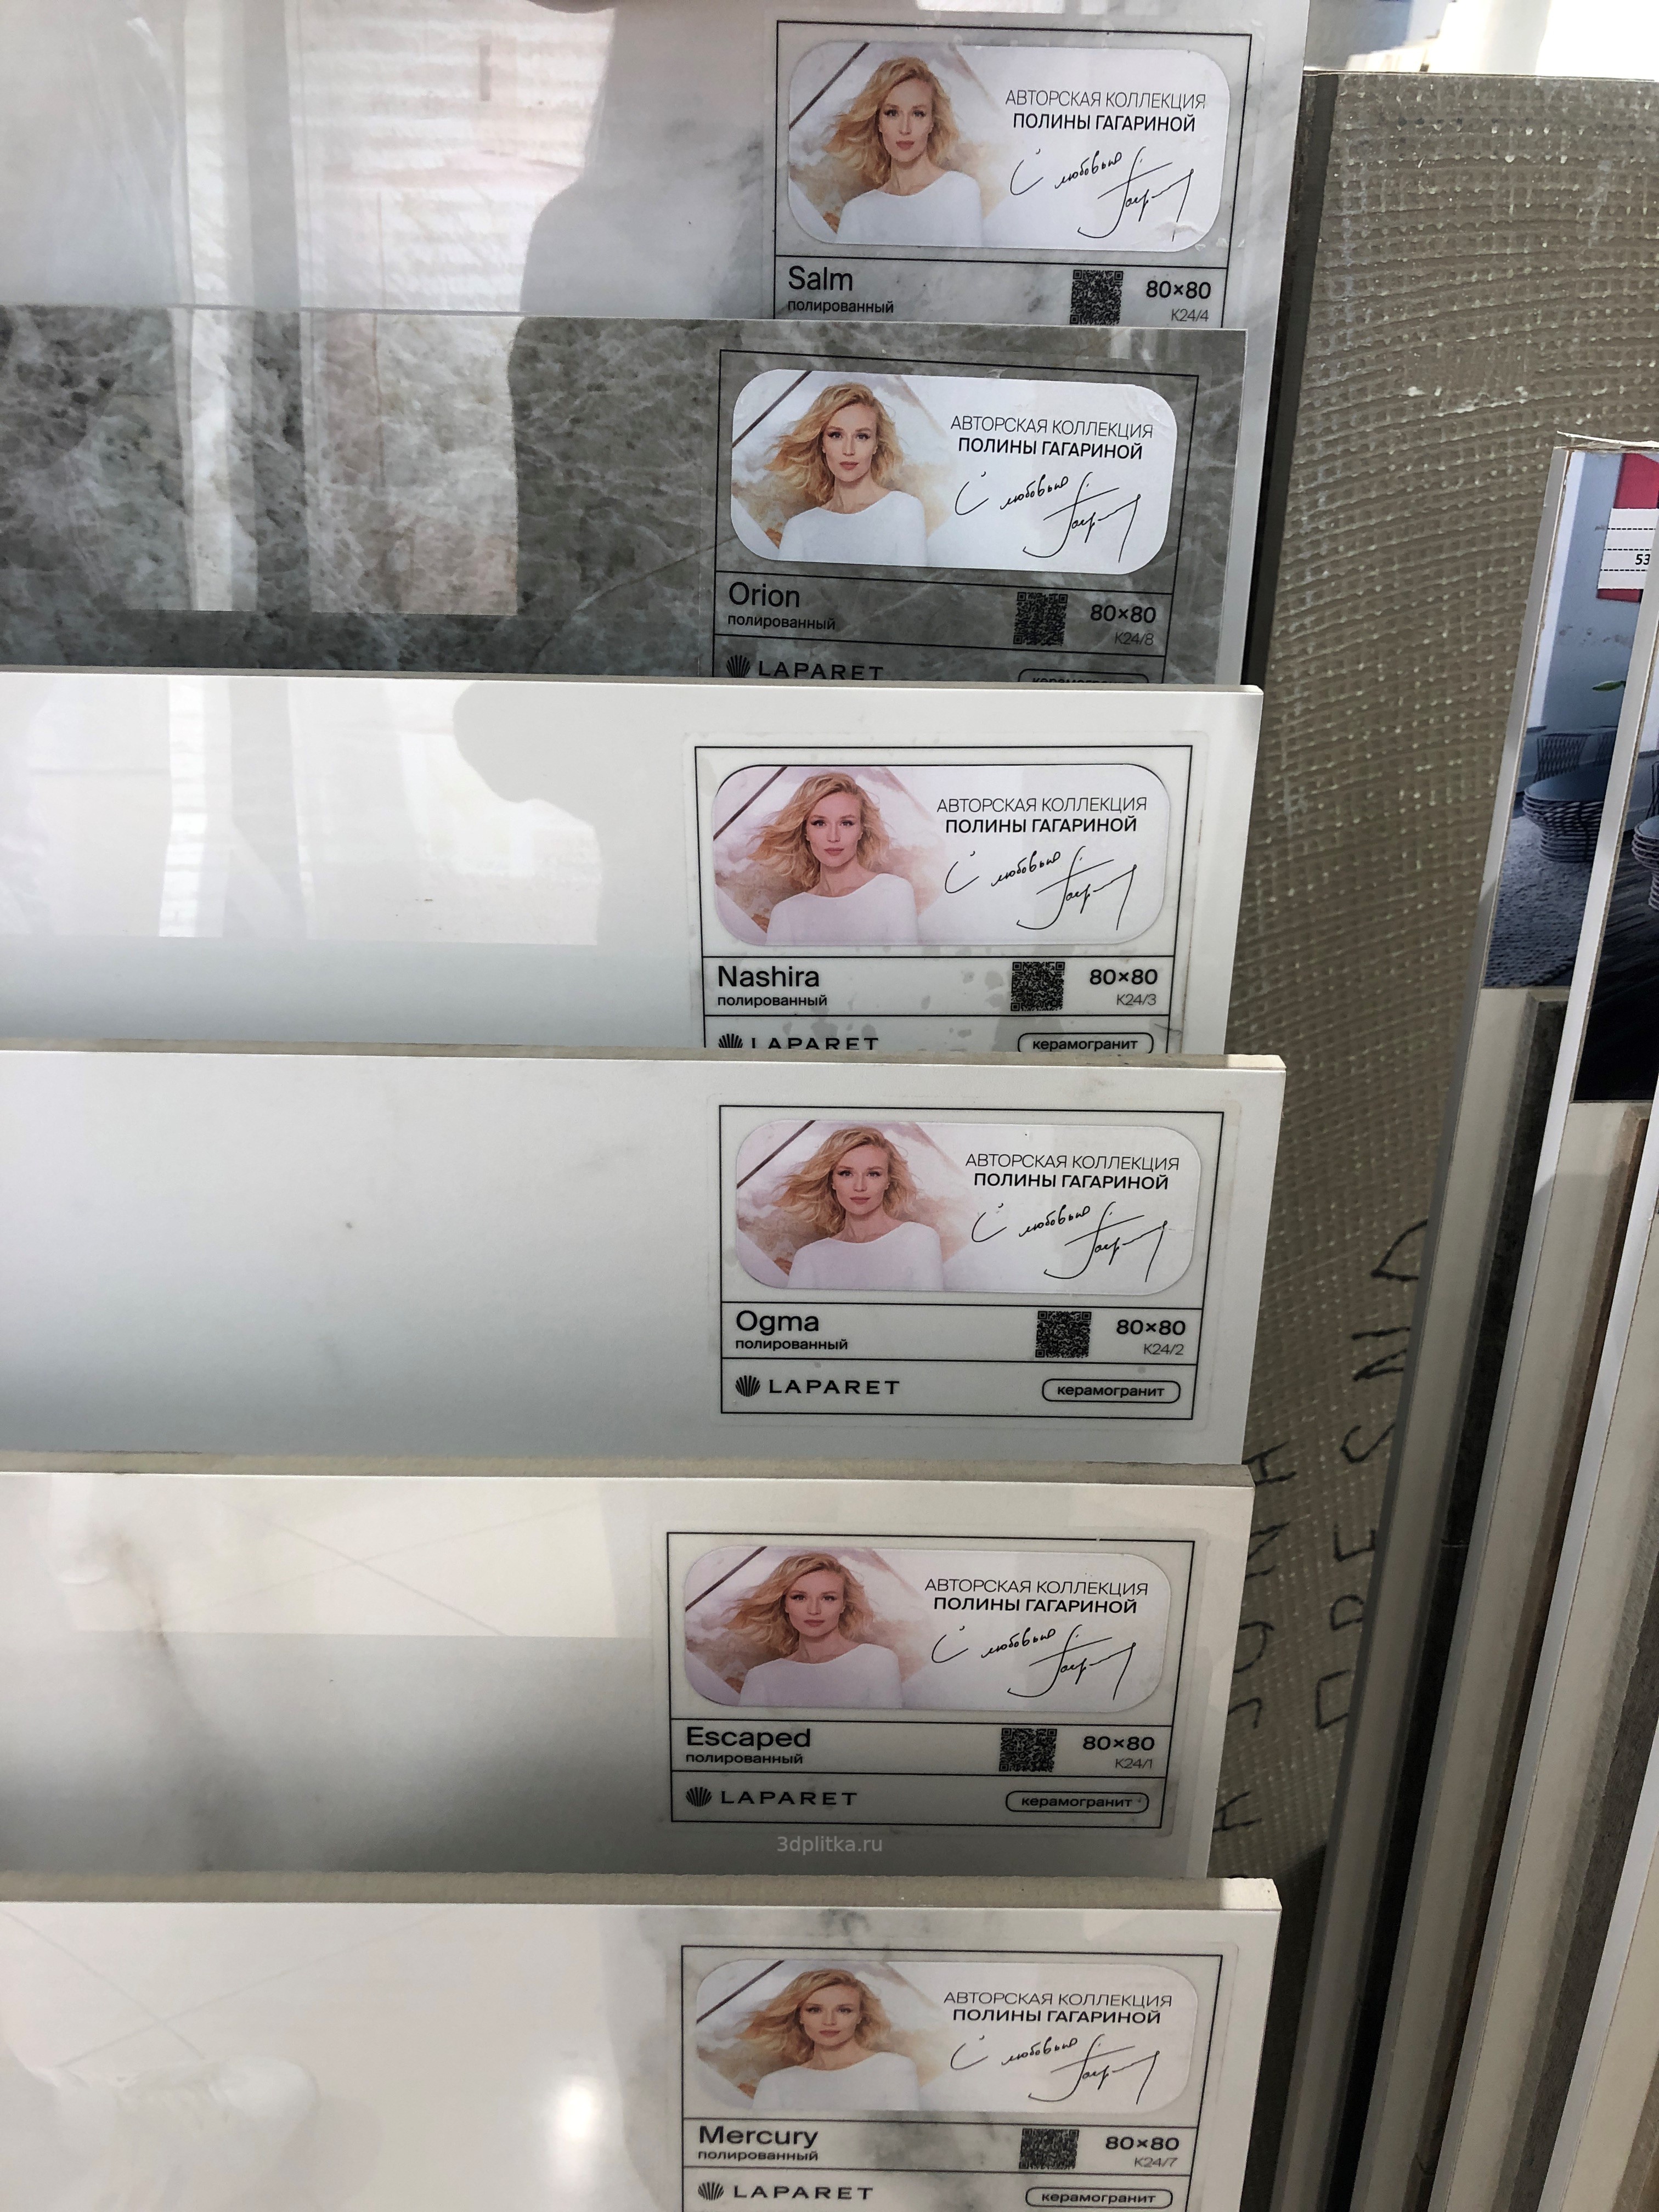 АВТОРСКАЯ КОЛЛЕКЦИЯ
ПОЛИНЫ ГАГАРИНОЙ
С любовью
Salm
полированный
80×80
K24/4
АВТОРСКАЯ КОЛЛЕКЦИЯ
ПОЛИНЫ ГАГАРИНОЙ
С любовью
Orion
полированный
80×80
K24/8
LAPARET
керамогранит
53
АВТОРСКАЯ КОЛЛЕКЦИЯ
ПОЛИНЫ ГАГАРИНОЙ
С любовью
Nashira
полированный
80×80
K24/3
LAPARET
керамогранит
АВТОРСКАЯ КОЛЛЕКЦИЯ
ПОЛИНЫ ГАГАРИНОЙ
С любовью
Ogma
полированный
80×80
K24/2
LAPARET
керамогранит
АВТОРСКАЯ КОЛЛЕКЦИЯ
ПОЛИНЫ ГАГАРИНОЙ
С любовью
Escaped
полированный
80×80
K24/1
LAPARET
керамогранит
3dplitka.ru
АВТОРСКАЯ КОЛЛЕКЦИЯ
ПОЛИНЫ ГАГАРИНОЙ
С любовью
Mercury
полированный
80×80
K24/7
LAPARET
керамогранит